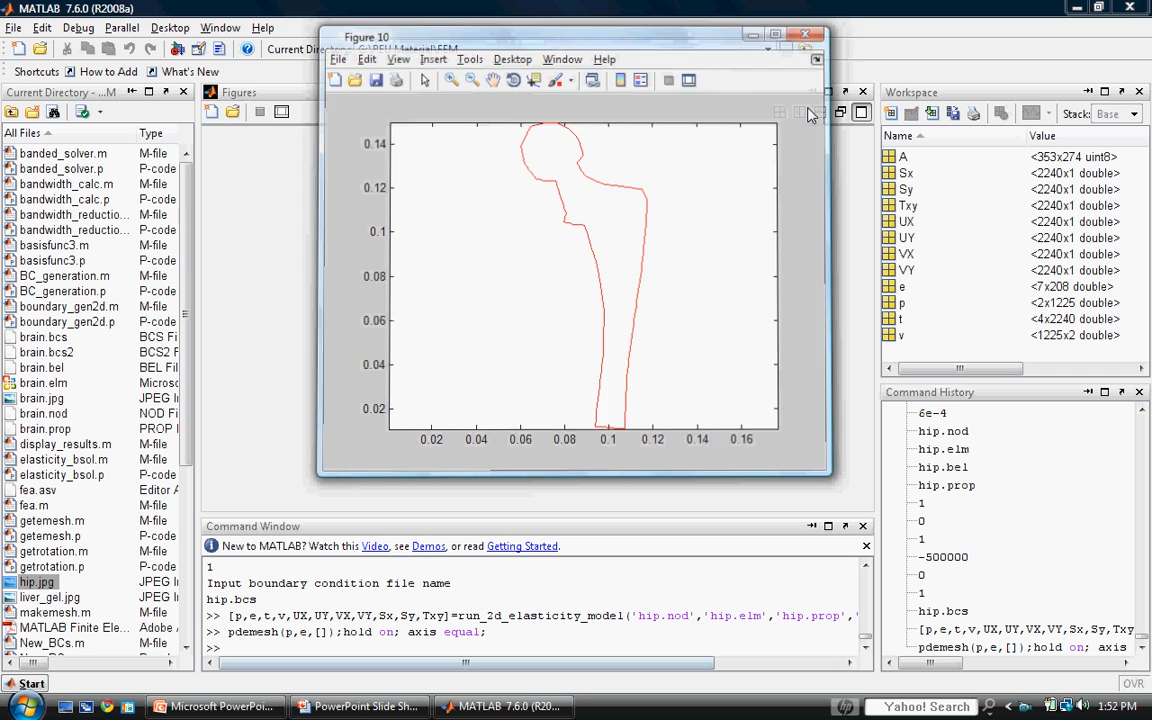 MATLAB 7.6.0 (R2008a)
File Edit Debug Parallel Desktop Window Help
Current Directory: G:\REU Material\FEM
Shortcuts How to Add What's New
Current Directory - ...M
All Files Type
banded_solver.m M-file
banded_solver.p P-code
bandwidth_calc.m M-file
bandwidth_calc.p P-code
bandwidth_reductio... M-file
bandwidth_reductio... P-code
basisfunc3.m M-file
basisfunc3.p P-code
BC_generation.m M-file
BC_generation.p P-code
boundary_gen2d.m M-file
boundary_gen2d.p P-code
brain.bcs BCS Fi
brain.bcs2 BCS2 F
brain.bel BEL Fi
brain.elm Microsc
brain.jpg JPEG In
brain.nod NOD Fi
brain.prop PROP I
display_results.m M-file
elasticity_bsol.m M-file
elasticity_bsol.p P-code
fea.asv Editor A
fea.m M-file
getemesh.m M-file
getemesh.p P-code
getrotation.m M-file
getrotation.p P-code
hip.jpg JPEG In
liver_gel.jpg JPEG In
makemesh.m M-file
MATLAB Finite Ele... Adobe A
New_BCs.m M-file
Figures
Figure 10
File Edit View Insert Tools Desktop Window Help
0.14
0.12
0.1
0.08
0.06
0.04
0.02
0.02 0.04 0.06 0.08 0.1 0.12 0.14 0.16
Command Window
New to MATLAB? Watch this Video, see Demos, or read Getting Started.
1
Input boundary condition file name
hip.bcs
>> [p,e,t,v,UX,UY,VX,VY,Sx,Sy,Txy]=run_2d_elasticity_model('hip.nod','hip.elm','hip.prop','
>> pdemesh(p,e,[]);hold on; axis equal;
>>
Workspace
Stack: Base
Name Value
A <353x274 uint8>
Sx <2240x1 double>
Sy <2240x1 double>
Txy <2240x1 double>
UX <2240x1 double>
UY <2240x1 double>
VX <2240x1 double>
VY <2240x1 double>
e <7x208 double>
p <2x1225 double>
t <4x2240 double>
v <1225x2 double>
Command History
6e-4
hip.nod
hip.elm
hip.bel
hip.prop
1
0
1
-500000
0
1
hip.bcs
[p,e,t,v,UX,UY,VX,VY,Sx,Sy,Txy
pdemesh(p,e,[]);hold on; axis
Start
OVR
Microsoft PowerPoi... PowerPoint Slide Sh... MATLAB 7.6.0 (R20... hp Yahoo! Search 1:52 PM